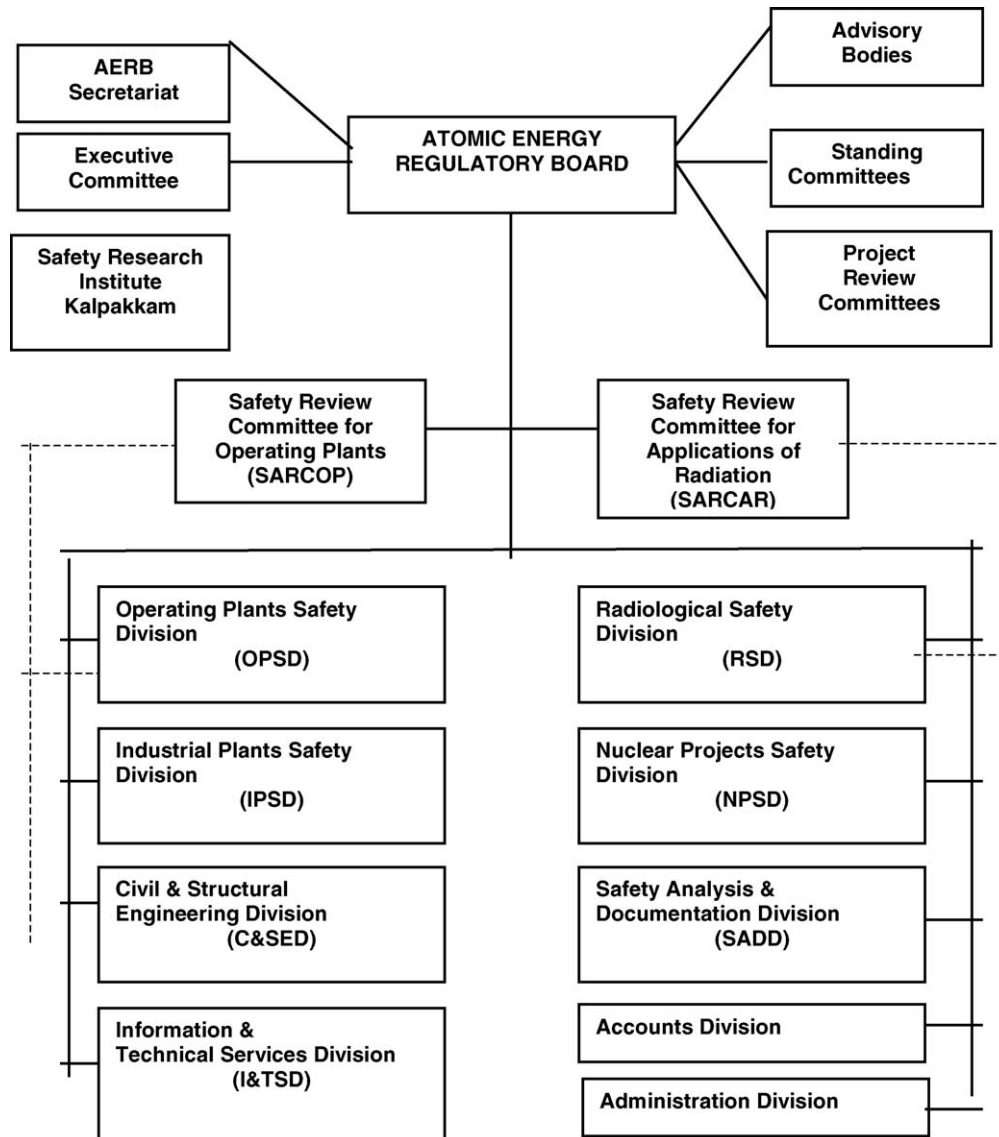 AERB
Secretariat
Executive
Committee
Safety Research
Institute
Kalpakkam
ATOMIC ENERGY
REGULATORY BOARD
Advisory
Bodies
Standing
Committees
Project
Review
Committees
Safety Review
Committee for
Operating Plants
(SARCOP)
Safety Review
Committee for
Applications of
Radiation
(SARCAR)
Operating Plants Safety
Division
(OPSD)
Industrial Plants Safety
Division
(IPSD)
Civil & Structural
Engineering Division
(C&SED)
Information &
Technical Services Division
(I&TSD)
Radiological Safety
Division
(RSD)
Nuclear Projects Safety
Division
(NPSD)
Safety Analysis &
Documentation Division
(SADD)
Accounts Division
Administration Division